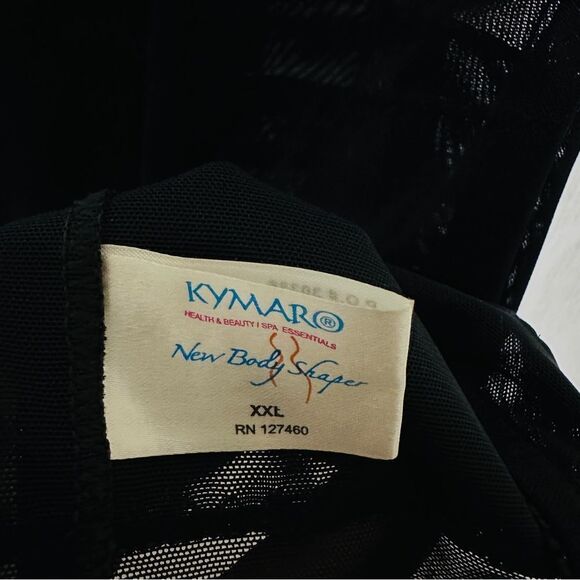 KYMARO®
HEALTH & BEAUTY | SPA ESSENTIALS
New Body Shaper
XXL
RN 127460